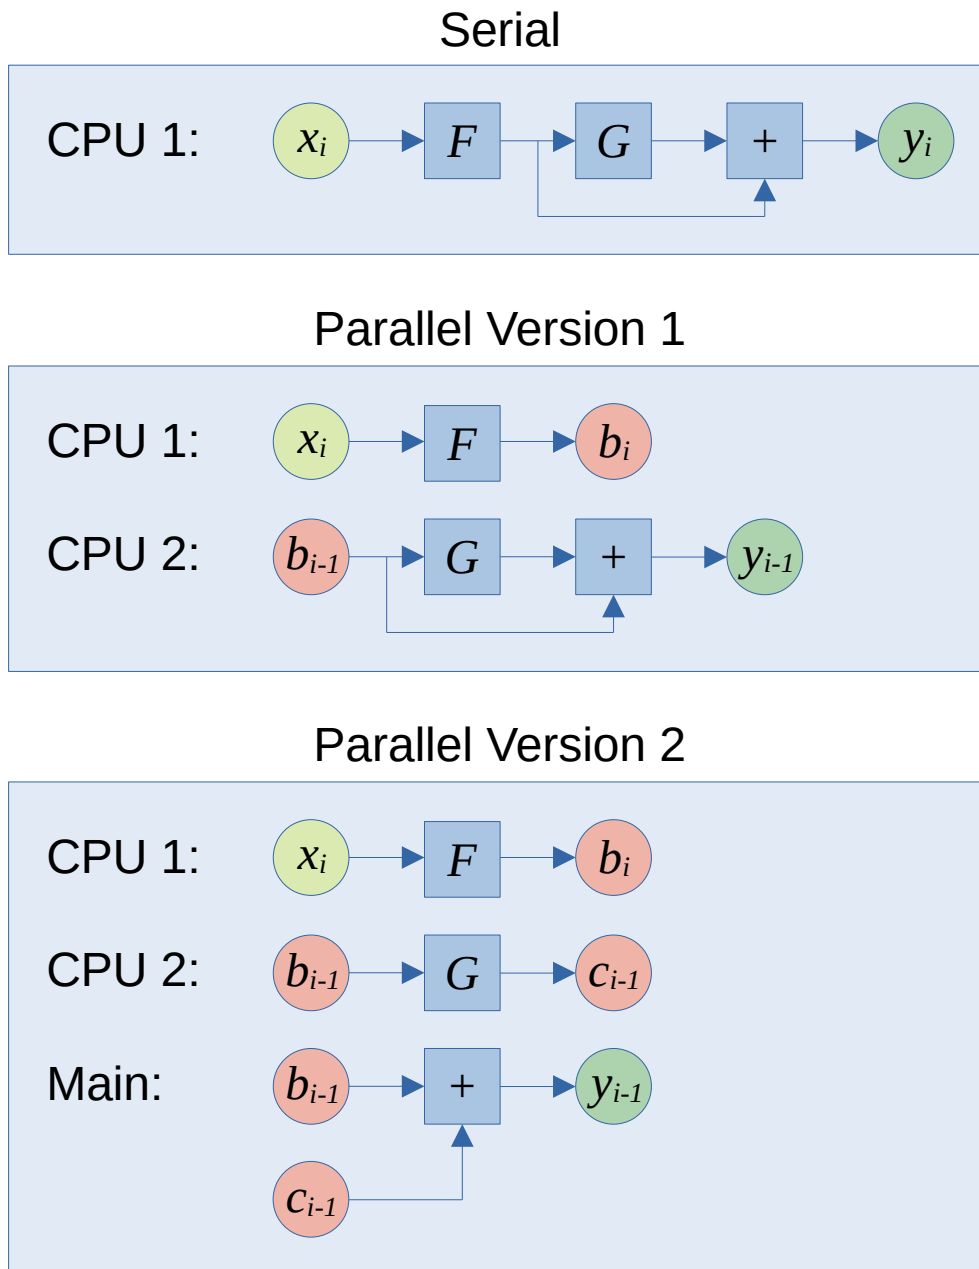 Serial
CPU 1: xᵢ F G + yᵢ
Parallel Version 1
CPU 1: xᵢ F bᵢ
CPU 2: bᵢ₋₁ G + yᵢ₋₁
Parallel Version 2
CPU 1: xᵢ F bᵢ
CPU 2: bᵢ₋₁ G cᵢ₋₁
Main: bᵢ₋₁ + yᵢ₋₁
cᵢ₋₁